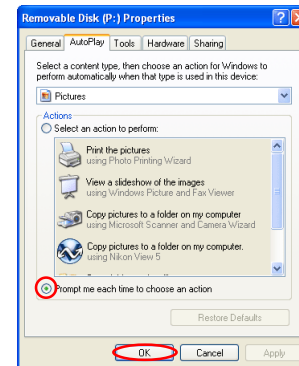 Removable Disk (P:) Properties
General AutoPlay Tools Hardware Sharing
Select a content type, then choose an action for Windows to
perform automatically when that type is used in this device:
Pictures
Actions
Select an action to perform:
Print the pictures
using Photo Printing Wizard
View a slideshow of the images
using Windows Picture and Fax Viewer
Copy pictures to a folder on my computer
using Microsoft Scanner and Camera Wizard
Copy pictures to a folder on my computer.
using Nikon View 5
Prompt me each time to choose an action
Restore Defaults
OK Cancel Apply